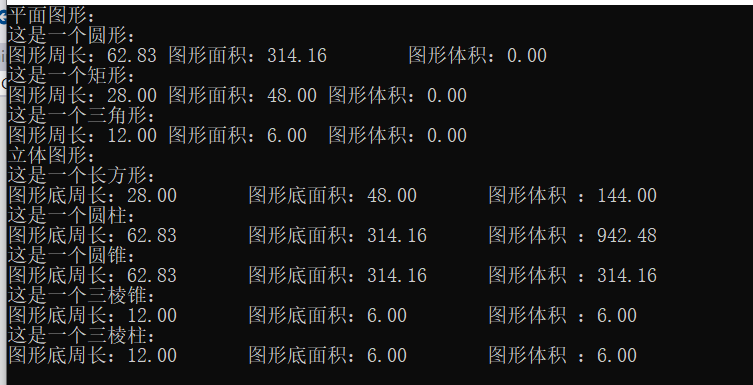 平面图形：
这是一个圆形：
图形周长：62.83 图形面积：314.16 图形体积：0.00
这是一个矩形：
图形周长：28.00 图形面积：48.00 图形体积：0.00
这是一个三角形：
图形周长：12.00 图形面积：6.00 图形体积：0.00
立体图形：
这是一个长方形：
图形底周长：28.00 图形底面积：48.00 图形体积 ：144.00
这是一个圆柱：
图形底周长：62.83 图形底面积：314.16 图形体积 ：942.48
这是一个圆锥：
图形底周长：62.83 图形底面积：314.16 图形体积 ：314.16
这是一个三棱锥：
图形底周长：12.00 图形底面积：6.00 图形体积 ：6.00
这是一个三棱柱：
图形底周长：12.00 图形底面积：6.00 图形体积 ：6.00